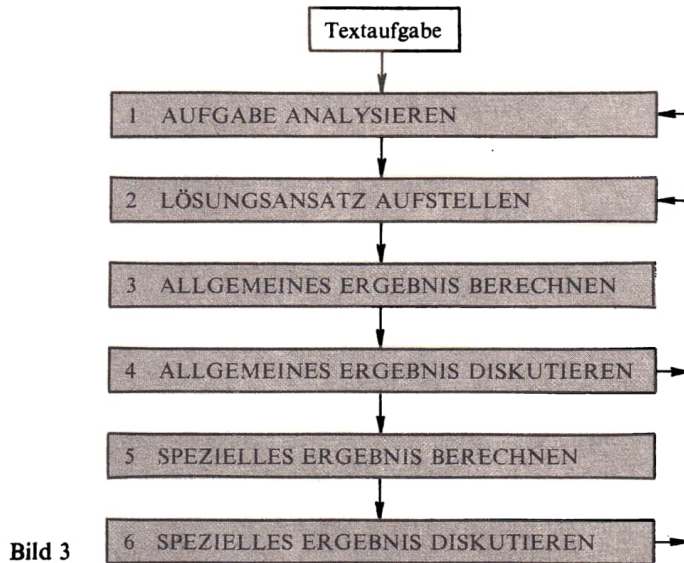 Textaufgabe
1 AUFGABE ANALYSIEREN
2 LÖSUNGSANSATZ AUFSTELLEN
3 ALLGEMEINES ERGEBNIS BERECHNEN
4 ALLGEMEINES ERGEBNIS DISKUTIEREN
5 SPEZIELLES ERGEBNIS BERECHNEN
6 SPEZIELLES ERGEBNIS DISKUTIEREN
Bild 3